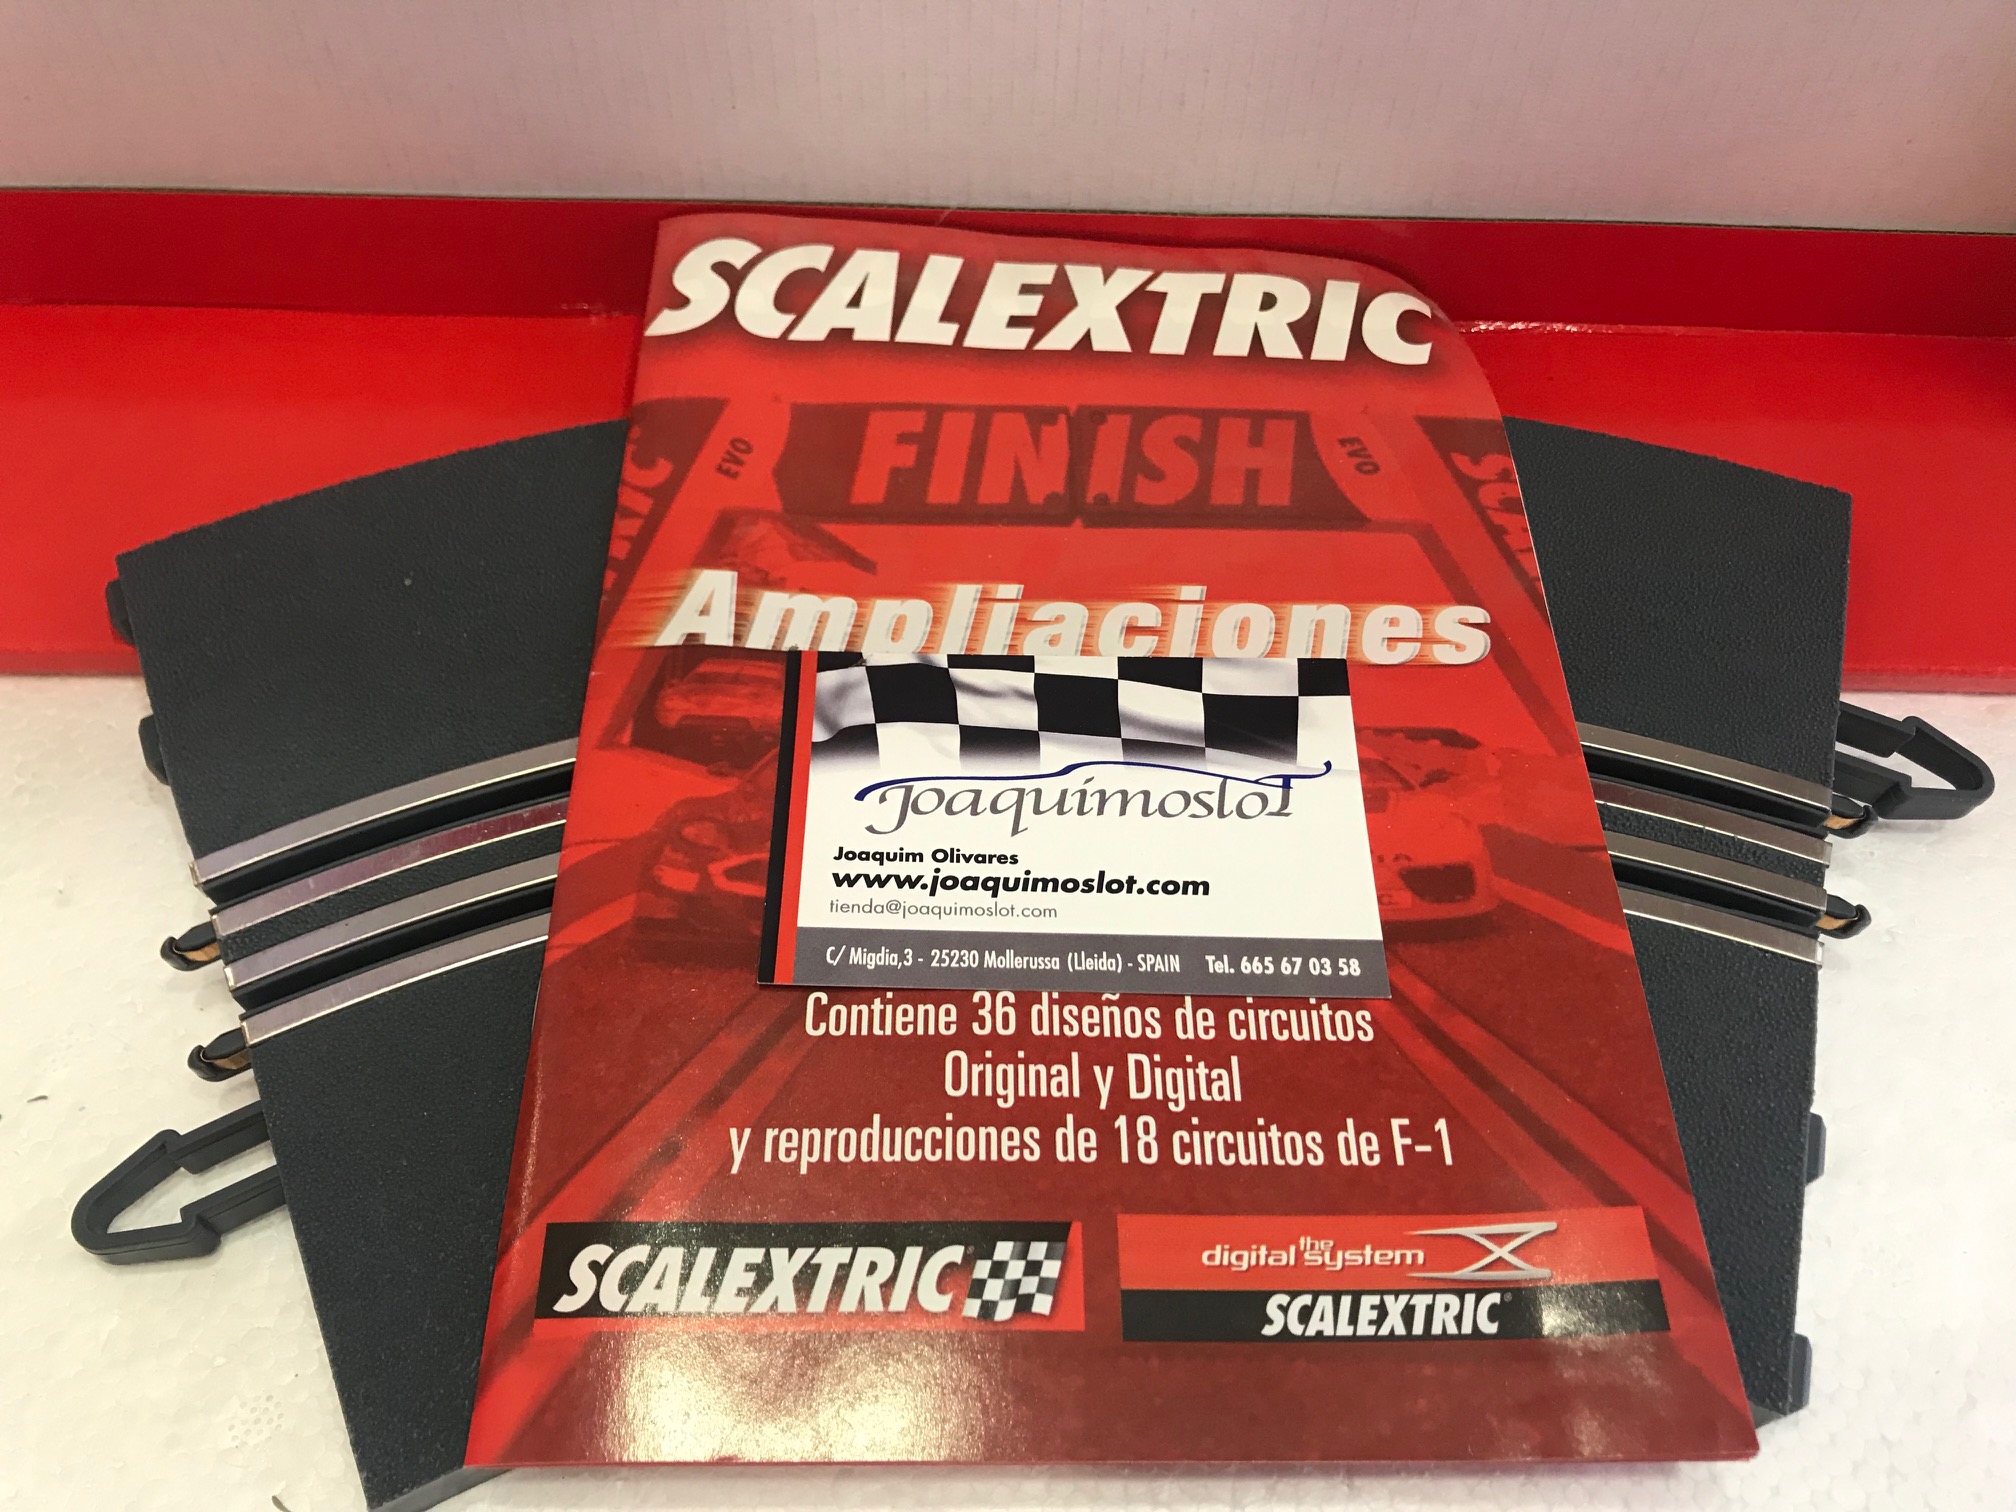 SCALEXTRIC
EVO
FINISH
EVO
Ampliaciones
Joaquimoslot
Joaquim Olivares
www.joaquimoslot.com
tienda@joaquimoslot.com
C/ Migdia,3 - 25230 Mollerussa (Lleida) - SPAIN Tel. 665 67 03 58
Contiene 36 diseños de circuitos
Original y Digital
y reproducciones de 18 circuitos de F-1
SCALEXTRIC
digital the system
SCALEXTRIC